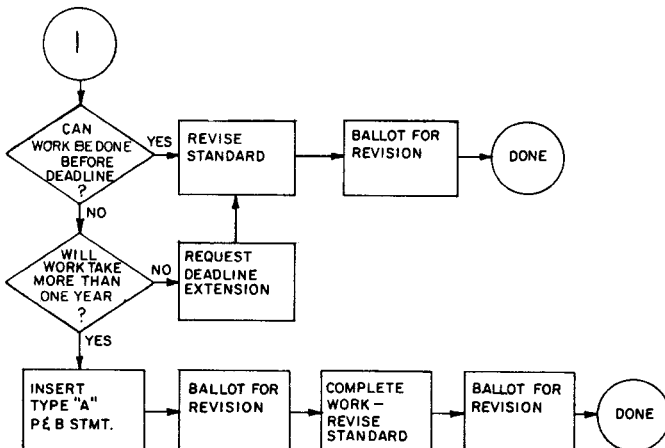 1
CAN
WORK BE DONE
BEFORE
DEADLINE
?
YES
REVISE
STANDARD
BALLOT FOR
REVISION
DONE
NO
WILL
WORK TAKE
MORE THAN
ONE YEAR
?
NO
REQUEST
DEADLINE
EXTENSION
YES
INSERT
TYPE "A"
P & B STMT.
BALLOT FOR
REVISION
COMPLETE
WORK –
REVISE
STANDARD
BALLOT FOR
REVISION
DONE